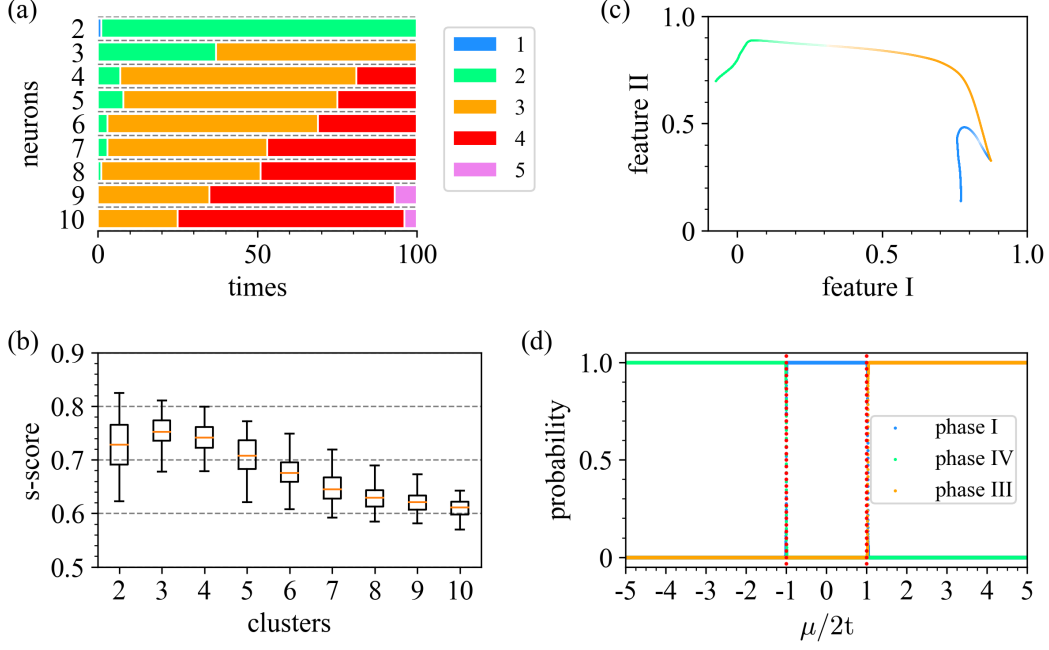 (a)
2
3
4
5
6
7
8
9
10
neurons
0
50
100
times
1
2
3
4
5
(c)
1.0
0.5
0
feature II
0
0.5
1.0
feature I
(b)
0.9
0.8
0.7
0.6
0.5
s-score
2 3 4 5 6 7 8 9 10
clusters
(d)
1.0
0.5
0
probability
phase I
phase IV
phase III
-5 -4 -3 -2 -1 0 1 2 3 4 5
μ/2t